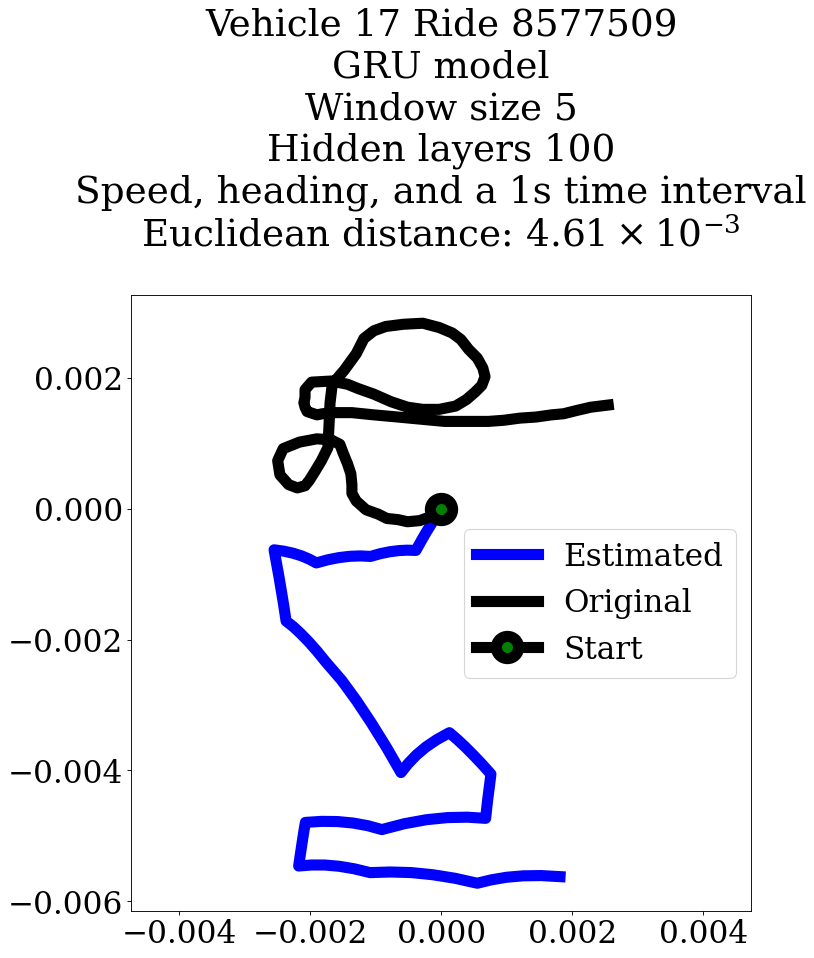 Vehicle 17 Ride 8577509
GRU model
Window size 5
Hidden layers 100
Speed, heading, and a 1s time interval
Euclidean distance: 4.61 × 10⁻³
0.002
0.000
−0.002
−0.004
−0.006
Estimated
Original
Start
−0.004 −0.002 0.000 0.002 0.004